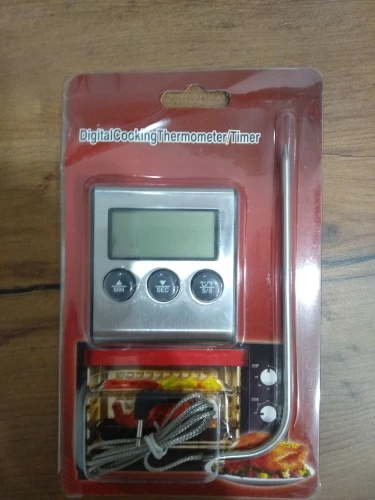 DigitalCookingThermometer/Timer
▲
MIN
▼
SEC
°C/°F
S/S